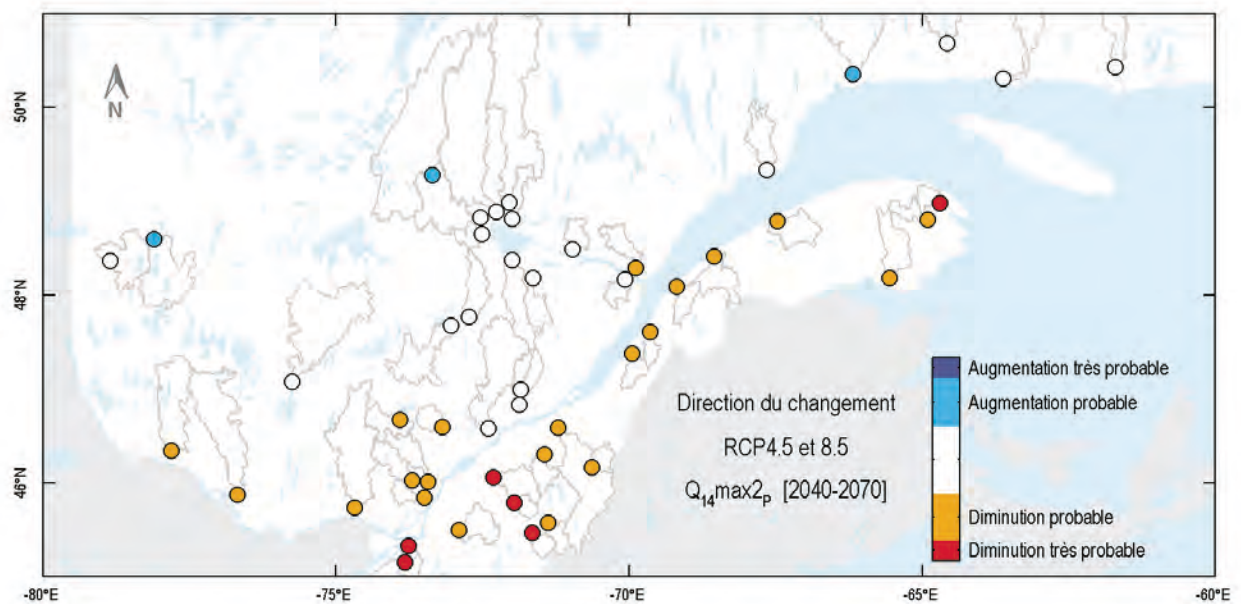 N
50°N
48°N
46°N
Direction du changement
RCP4.5 et 8.5
Q14max2P [2040-2070]
Augmentation très probable
Augmentation probable
Diminution probable
Diminution très probable
-80°E
-75°E
-70°E
-65°E
-60°E